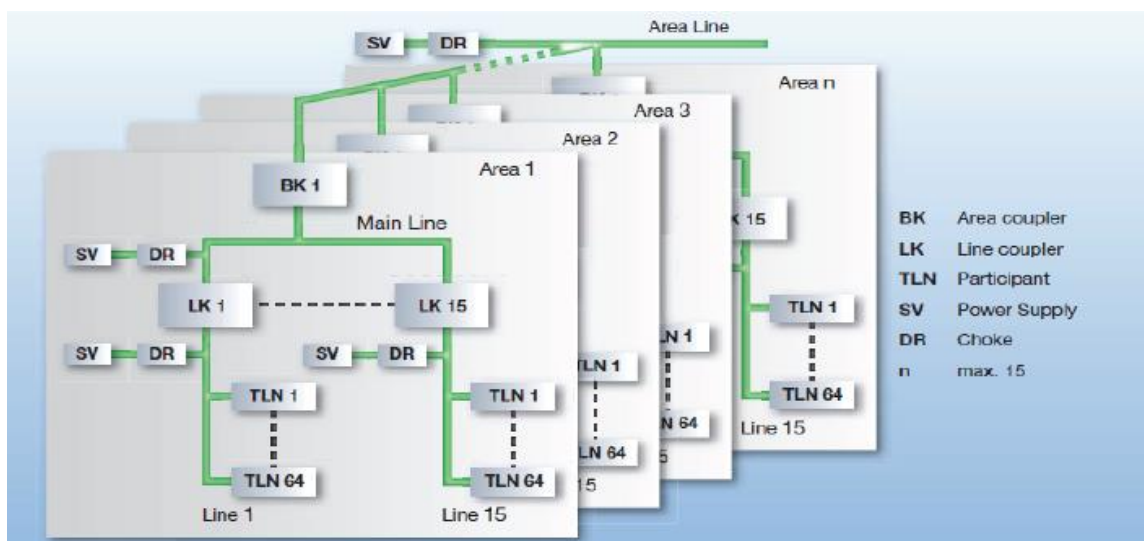 Area Line
SV DR
Area n
Area 3
Area 2
Area 1
BK 1
Main Line
SV DR
LK 1 LK 15
SV DR SV DR
TLN 1 TLN 1
TLN 64 TLN 64
Line 1 Line 15
15
LN 1
LN 64
15
TLN 1
TLN 64
Line 15
BK Area coupler
LK Line coupler
TLN Participant
SV Power Supply
DR Choke
n max. 15